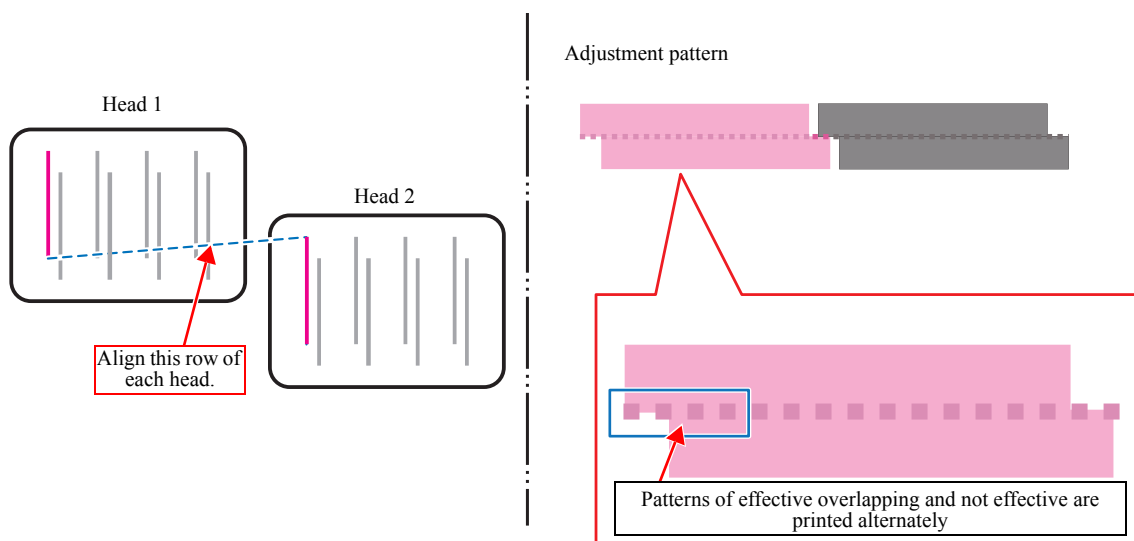 Head 1
Head 2
Align this row of
each head.
Adjustment pattern
Patterns of effective overlapping and not effective are
printed alternately